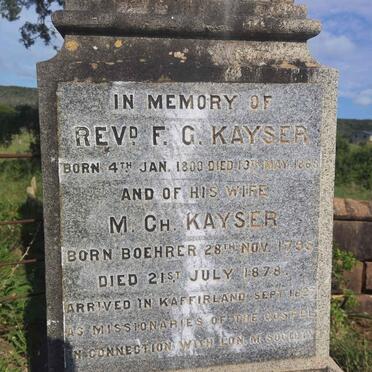 IN MEMORY OF
REVD F. G. KAYSER
BORN 4TH JAN. 1800 DIED 13TH MAY
AND OF HIS WIFE
M. CH. KAYSER
BORN BOEHRER 28TH NOV.
DIED 21ST JULY 1878.
ARRIVED IN KAFFIRLAND SEPT
AS MISSIONARIES OF THE GOSPEL
IN CONNECTION WITH LON. M. SOCIETY